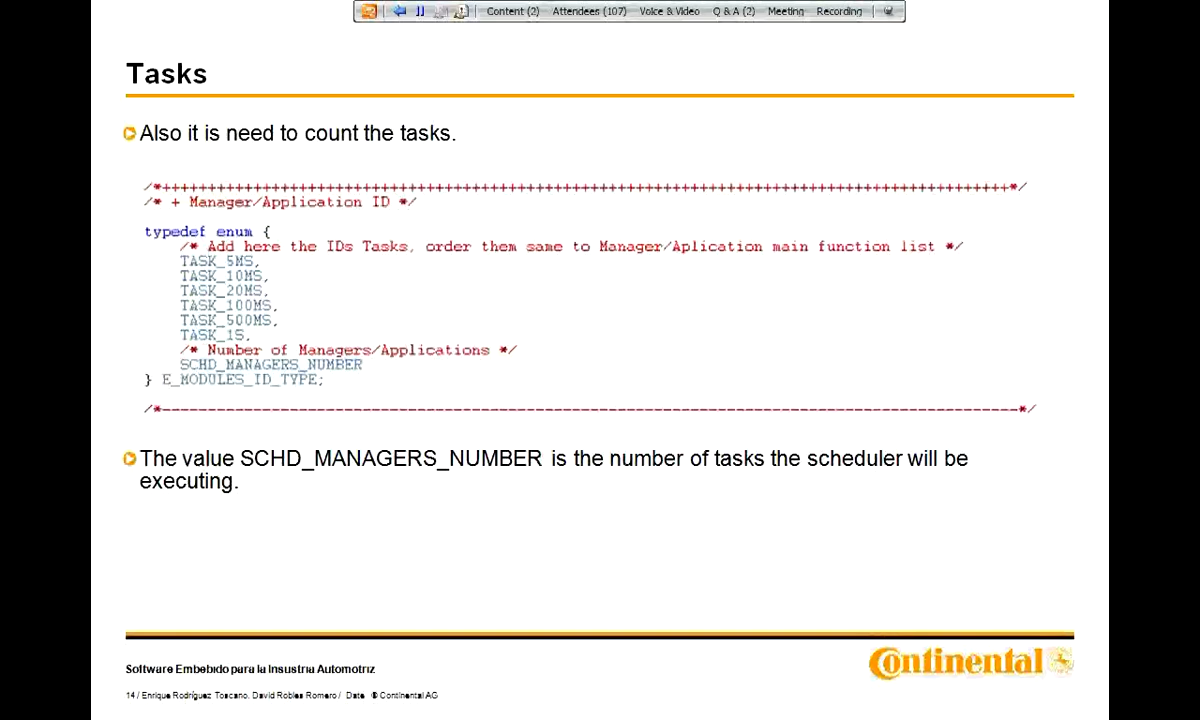 Content (2) Attendees (107) Voice & Video Q & A (2) Meeting Recording
Tasks
Also it is need to count the tasks.
/*++++++++++++++++++++++++++++++++++++++++++++++++++++++++++++++++++++++++++++++++++++++++++++*/
/* + Manager/Application ID */
typedef enum {
/* Add here the IDs Tasks, order them same to Manager/Aplication main function list */
TASK_5MS,
TASK_10MS,
TASK_20MS,
TASK_100MS,
TASK_500MS,
TASK_1S,
/* Number of Managers/Applications */
SCHD_MANAGERS_NUMBER
} E_MODULES_ID_TYPE;
/*---------------------------------------------------------------------------------------------*/
The value SCHD_MANAGERS_NUMBER is the number of tasks the scheduler will be
executing.
Software Embebido para la Insustria Automotriz
Continental
14 / Enrique Rodríguez Toscano. David Robles Romero / Date © Continental AG